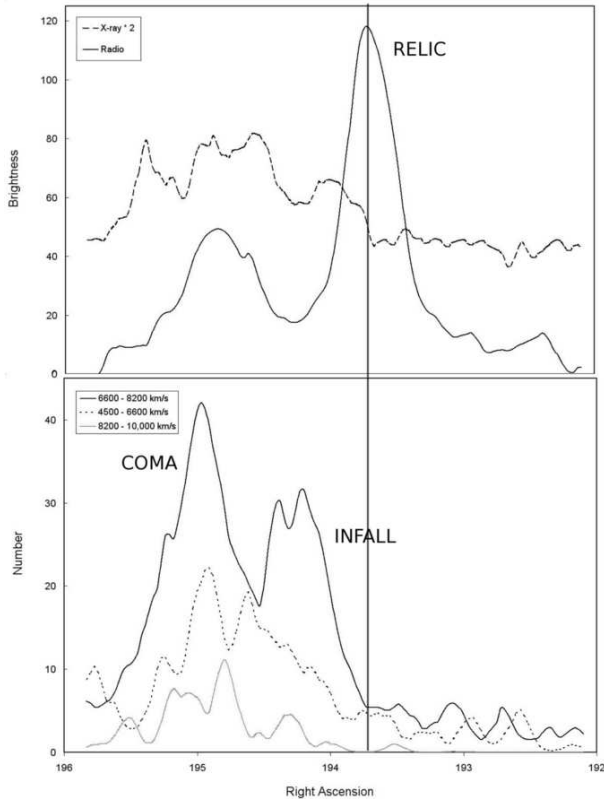 120
X-ray * 2
Radio
RELIC
100
80
Brightness
60
40
20
0
6600 - 8200 km/s
4500 - 6600 km/s
8200 - 10,000 km/s
40
COMA
30
INFALL
Number
20
10
0
196
195
194
193
192
Right Ascension